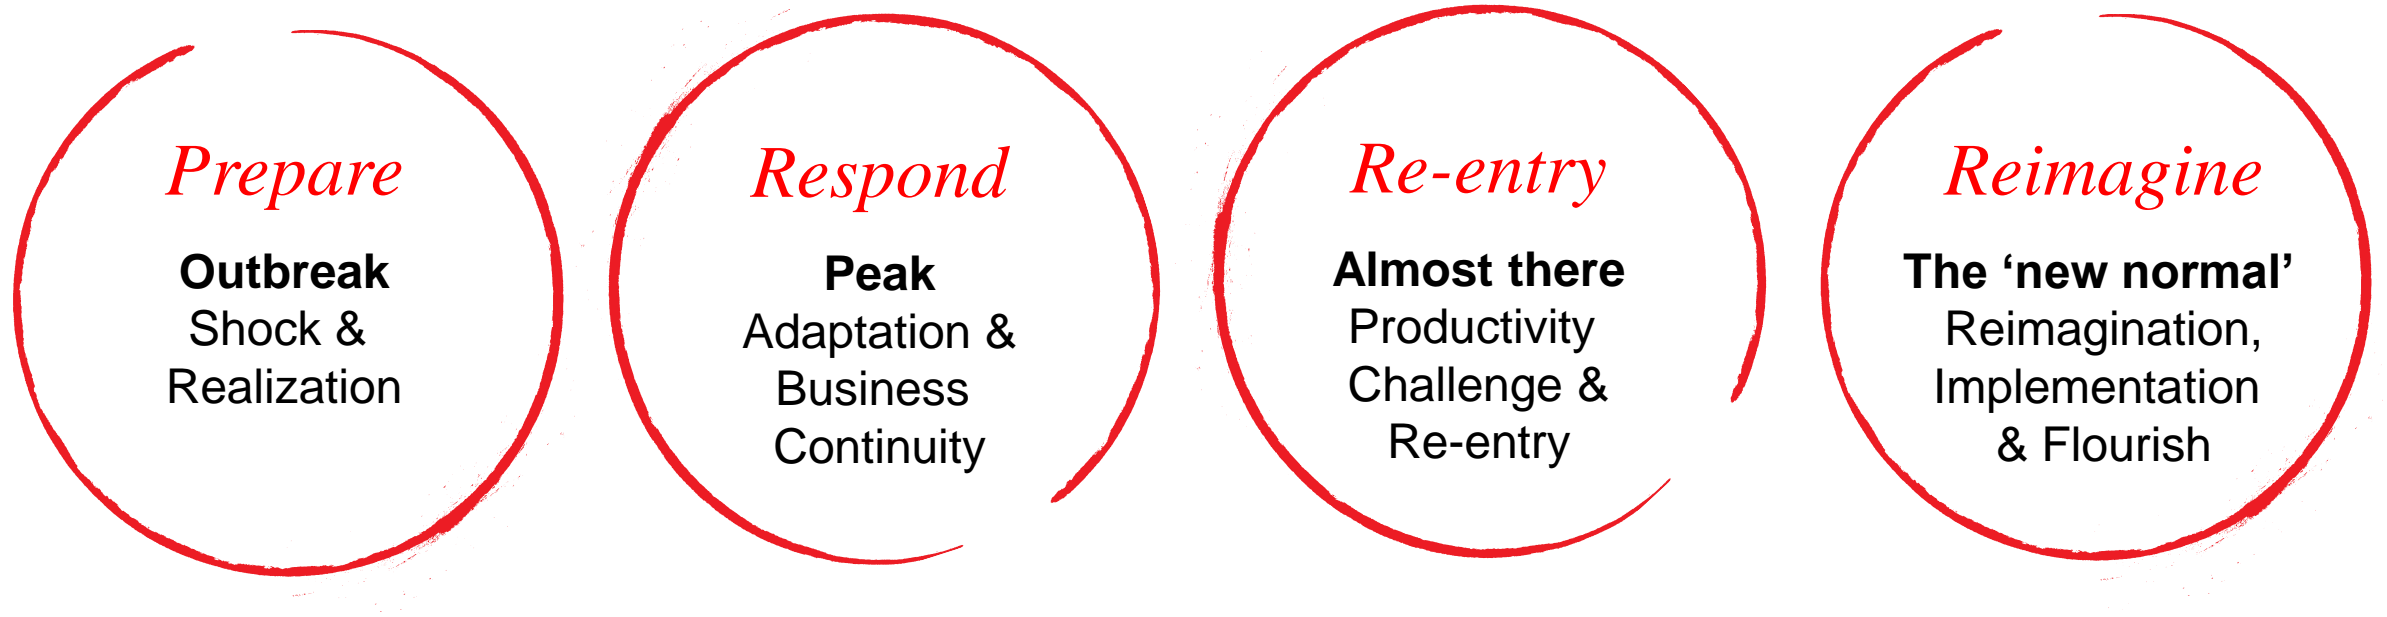 Prepare
Outbreak
Shock &
Realization
Respond
Peak
Adaptation &
Business
Continuity
Re-entry
Almost there
Productivity
Challenge &
Re-entry
Reimagine
The ‘new normal’
Reimagination,
Implementation
& Flourish